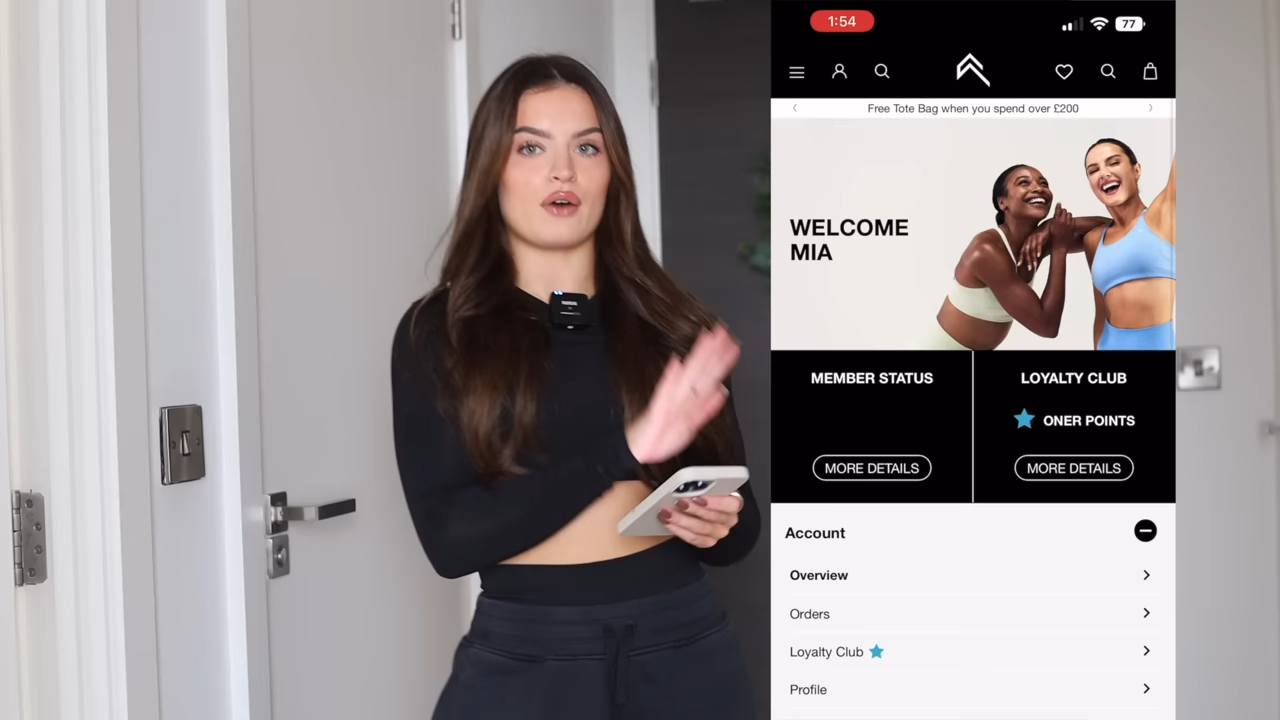 1:54
77
Free Tote Bag when you spend over £200
WELCOME
MIA
MEMBER STATUS
LOYALTY CLUB
ONER POINTS
MORE DETAILS
MORE DETAILS
Account
Overview
Orders
Loyalty Club
Profile